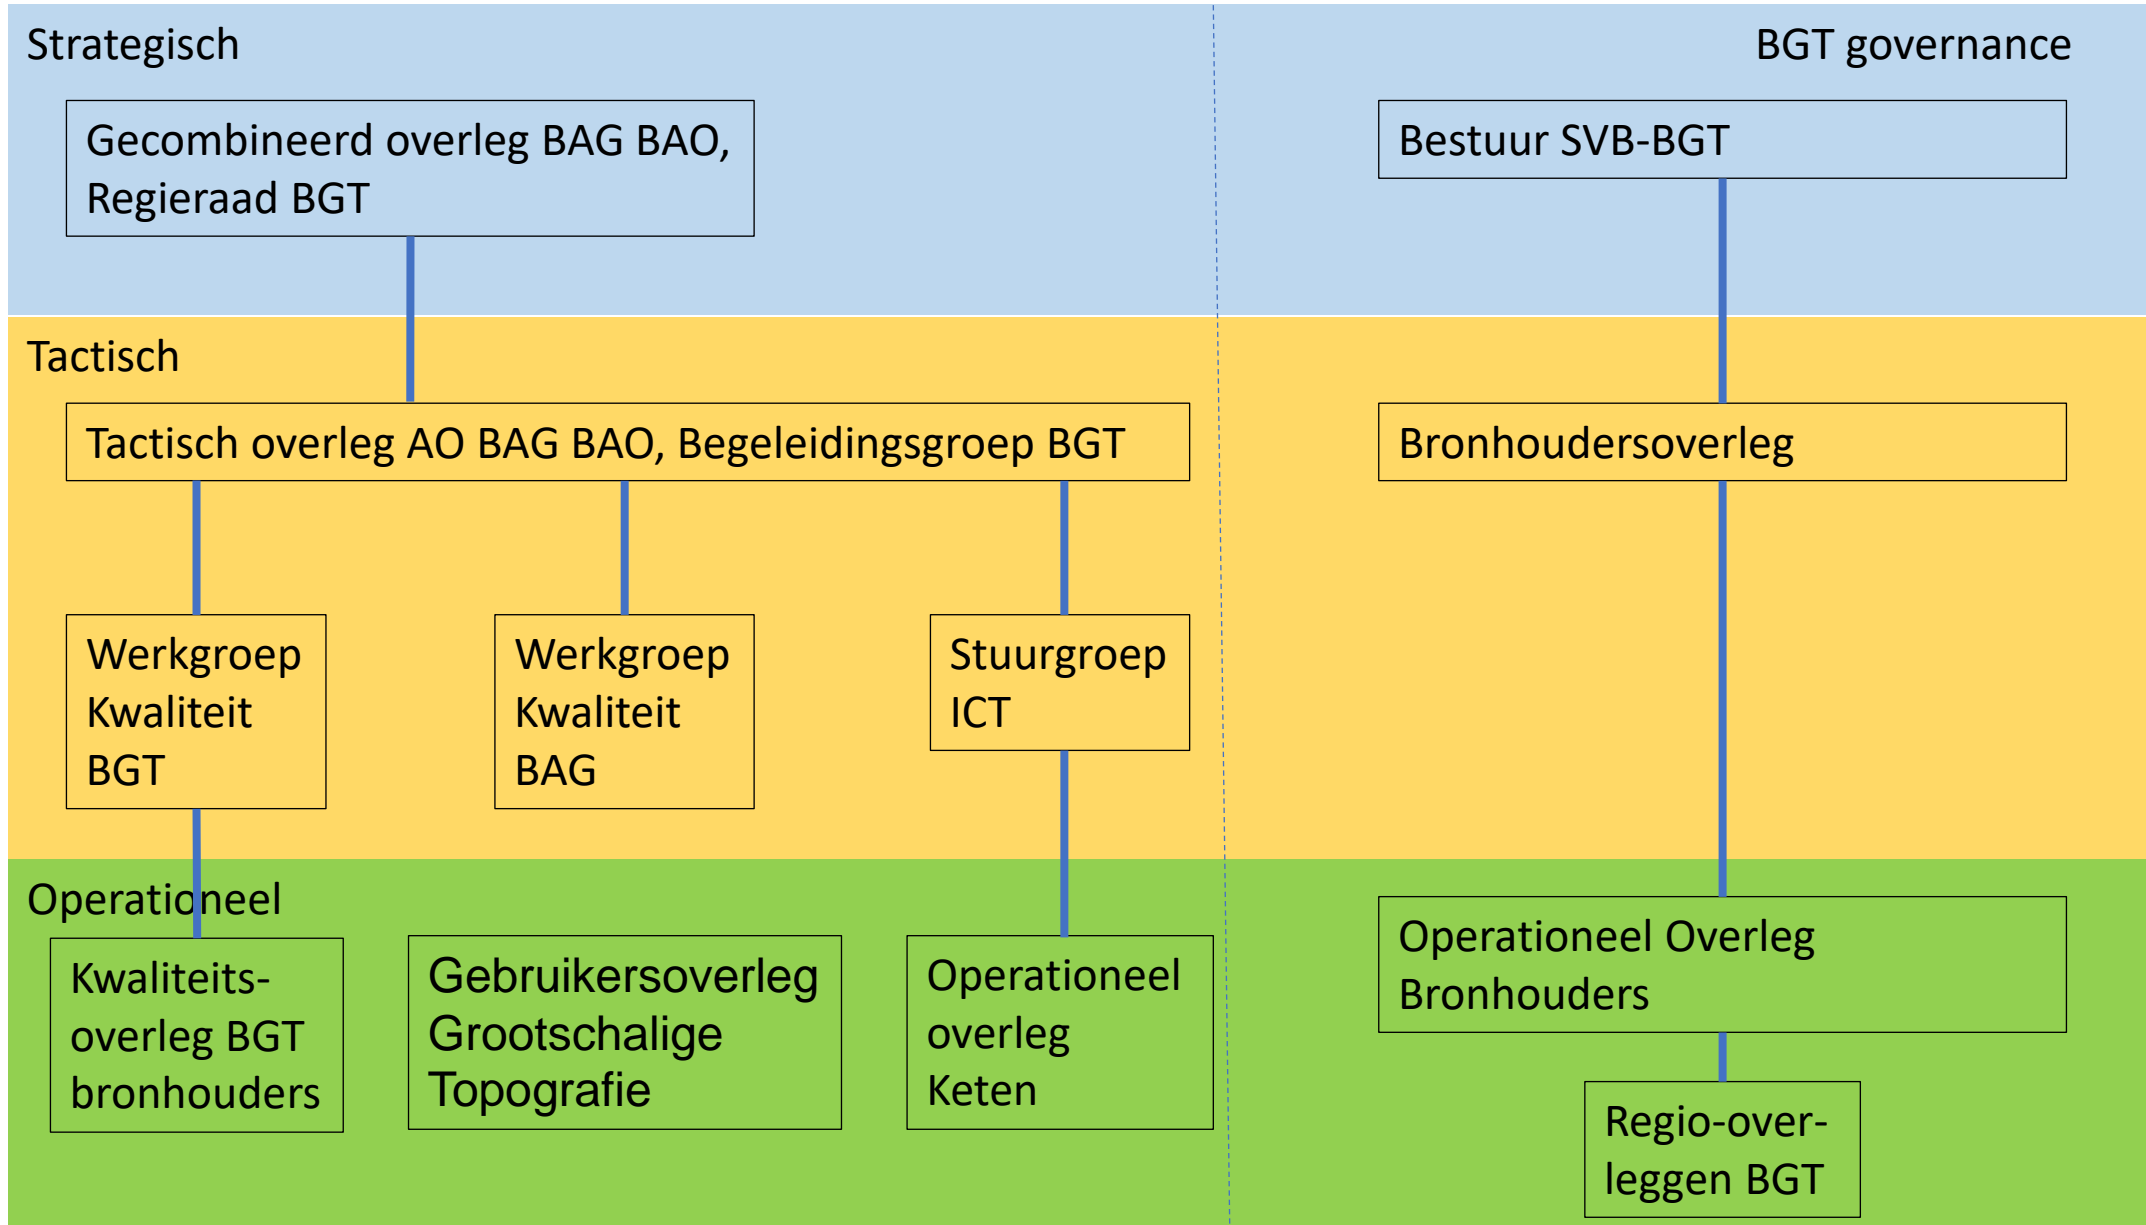 Strategisch
BGT governance
Gecombineerd overleg BAG BAO,
Regieraad BGT
Bestuur SVB-BGT
Tactisch
Tactisch overleg AO BAG BAO, Begeleidingsgroep BGT
Bronhoudersoverleg
Werkgroep
Kwaliteit
BGT
Werkgroep
Kwaliteit
BAG
Stuurgroep
ICT
Operationeel
Kwaliteits-
overleg BGT
bronhouders
Gebruikersoverleg
Grootschalige
Topografie
Operationeel
overleg
Keten
Operationeel Overleg
Bronhouders
Regio-over-
leggen BGT